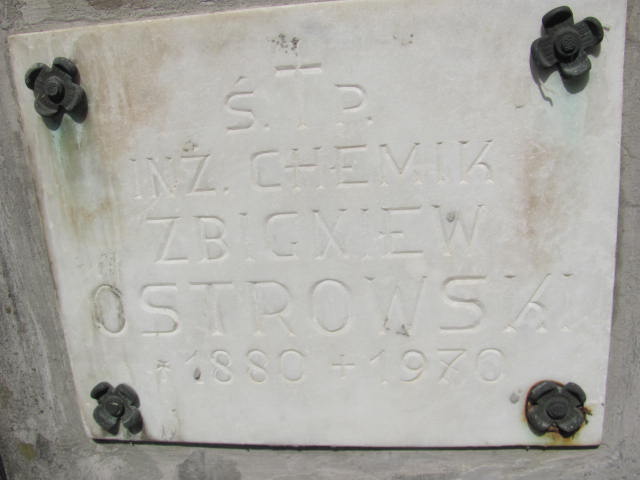 Ś. † P.
INŻ. CHEMIK
ZBIGNIEW
OSTROWSKI
* 1880 + 1970